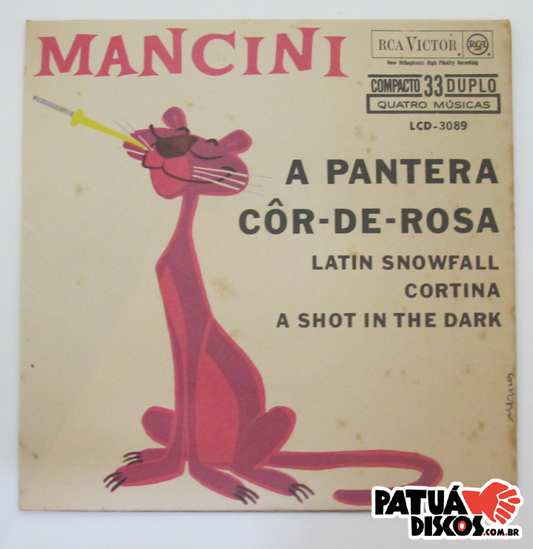 MANCINI
RCA VICTOR
RCA
New Orthophonic High Fidelity Recording
COMPACTO 33 DUPLO
QUATRO MÚSICAS
LCD-3089
A PANTERA
CÔR-DE-ROSA
LATIN SNOWFALL
CORTINA
A SHOT IN THE DARK
PATUÁ
DISCOS.COM.BR